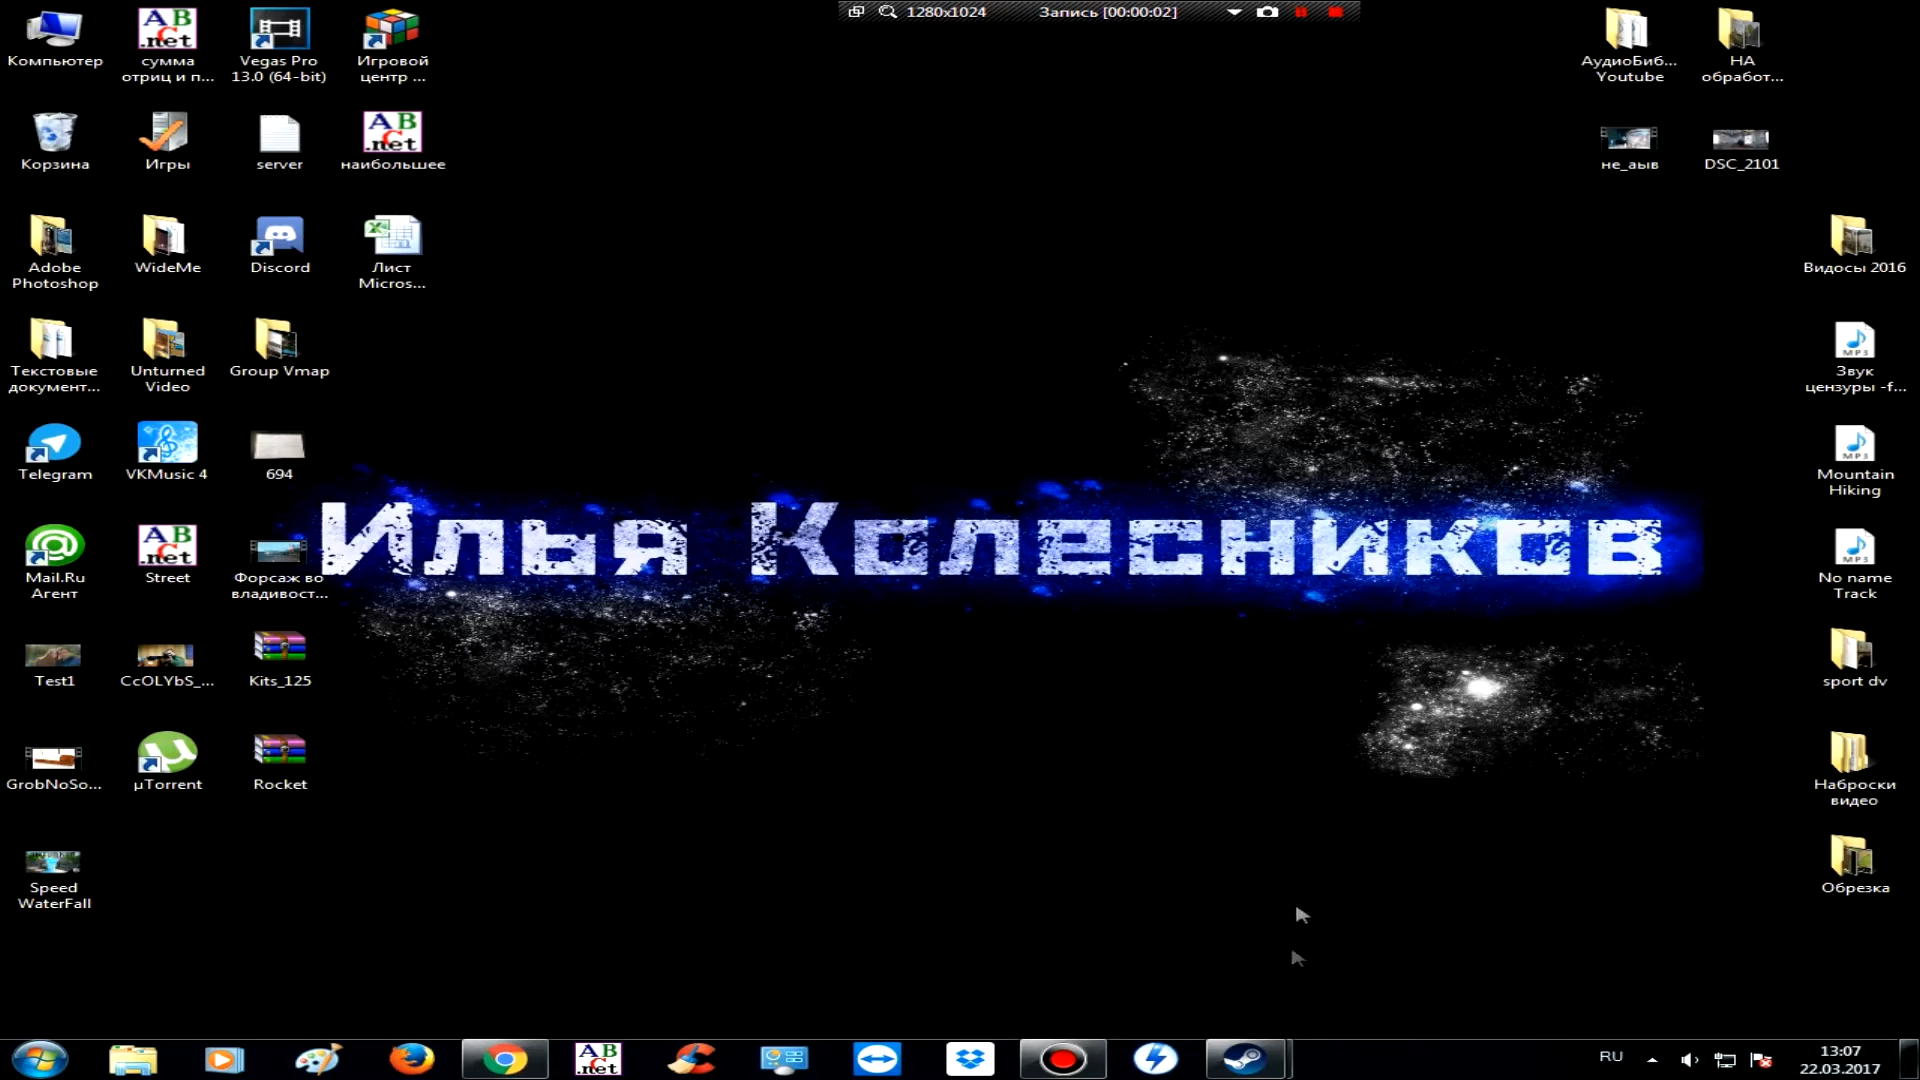 1280x1024 Запись [00:00:02]
Компьютер
сумма
отриц и п...
Vegas Pro
13.0 (64-bit)
Игровой
центр ...
АудиоБиб...
Youtube
НА
обработ...
Корзина
Игры
server
наибольшее
не_аыв
DSC_2101
Adobe
Photoshop
WideMe
Discord
Лист
Micros...
Видосы 2016
Текстовые
документ...
Unturned
Video
Group Vmap
Звук
цензуры -f...
Telegram
VKMusic 4
694
Mountain
Hiking
Илья Колесников
Mail.Ru
Агент
Street
Форсаж во
владивост...
No name
Track
Test1
CcOLYbS_...
Kits_125
sport dv
GrobNoSo...
µTorrent
Rocket
Наброски
видео
Speed
WaterFall
Обрезка
ABC.net
RU
13:07
22.03.2017